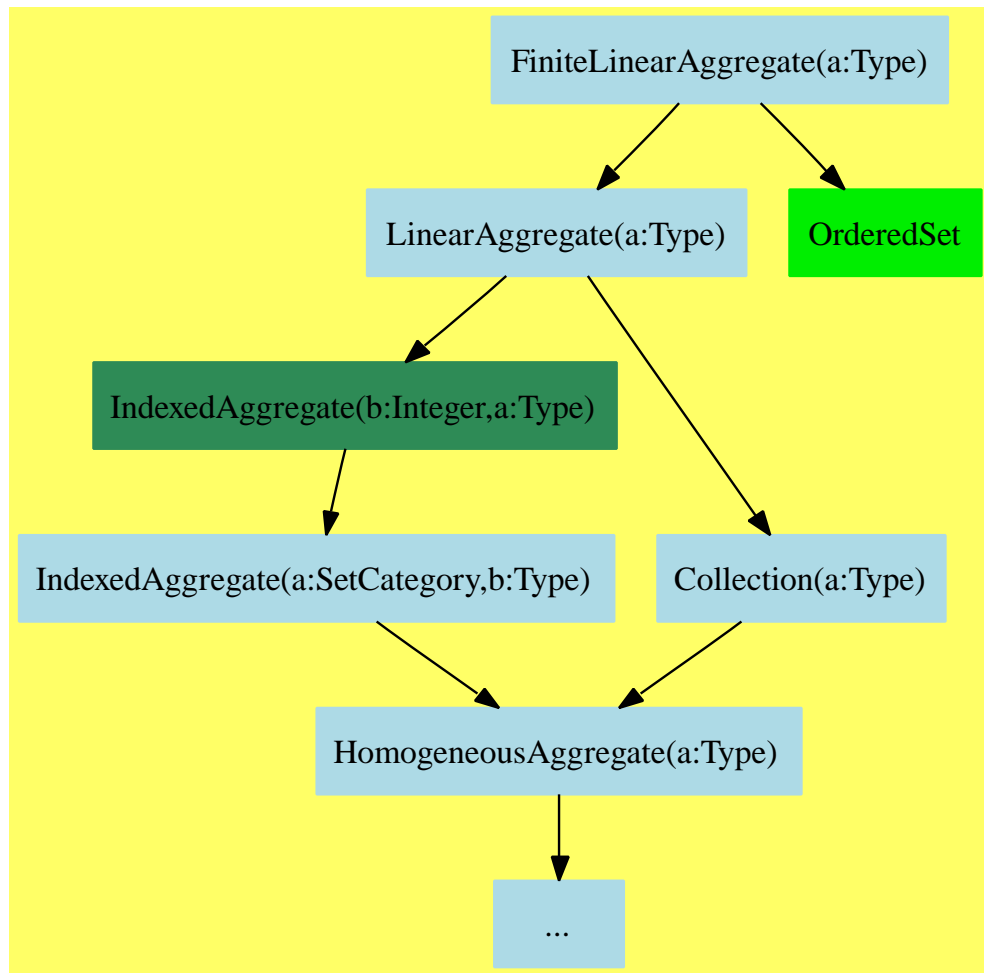 FiniteLinearAggregate(a:Type)
LinearAggregate(a:Type)
OrderedSet
IndexedAggregate(b:Integer,a:Type)
IndexedAggregate(a:SetCategory,b:Type)
Collection(a:Type)
HomogeneousAggregate(a:Type)
...